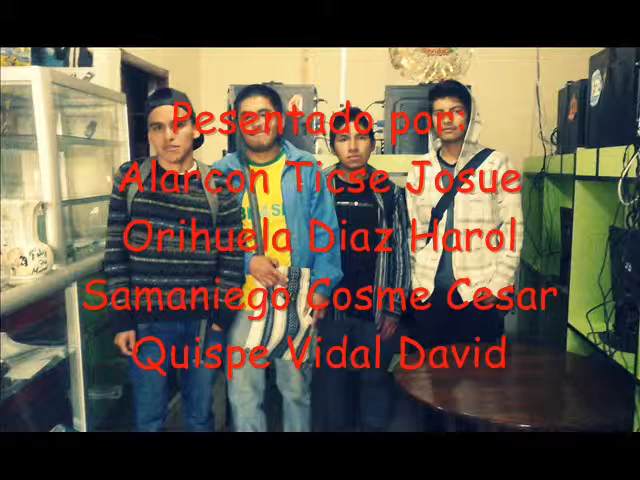 Pesentado por:
Alarcon Ticse Josue
Orihuela Diaz Harol
Samaniego Cosme Cesar
Quispe Vidal David